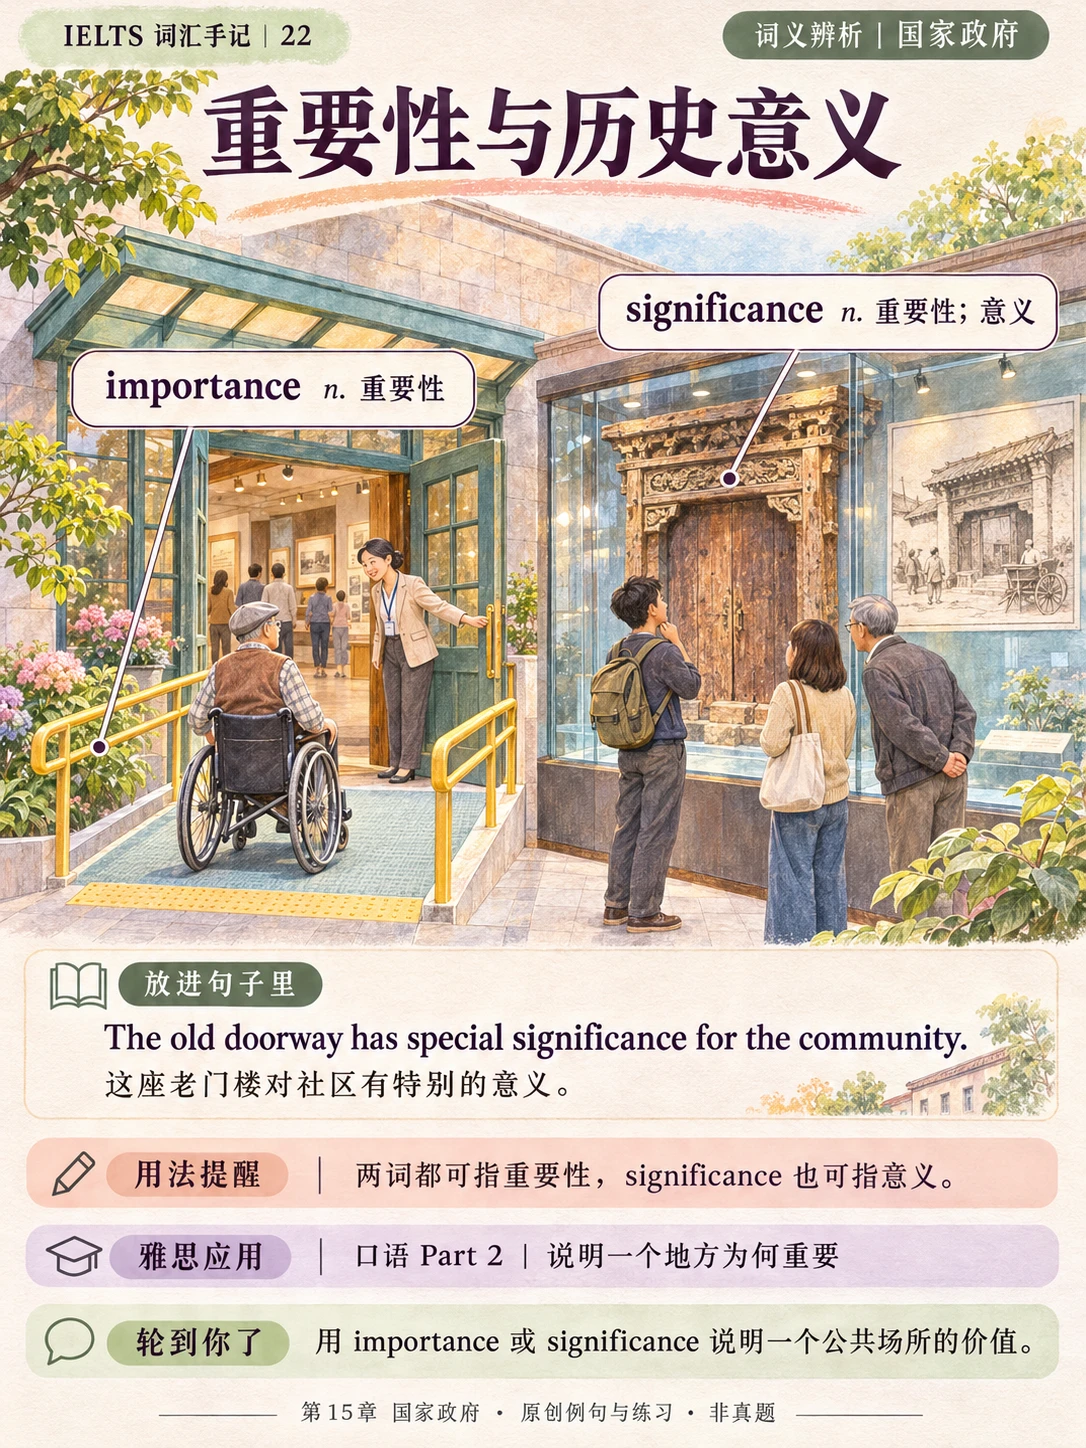 IELTS 词汇手记 | 22
词义辨析 | 国家政府
重要性与历史意义
significance n. 重要性；意义
importance n. 重要性
放进句子里
The old doorway has special significance for the community.
这座老门楼对社区有特别的意义。
用法提醒 | 两词都可指重要性，significance 也可指意义。
雅思应用 | 口语 Part 2 | 说明一个地方为何重要
轮到你了 用 importance 或 significance 说明一个公共场所的价值。
第15章 国家政府 • 原创例句与练习 • 非真题